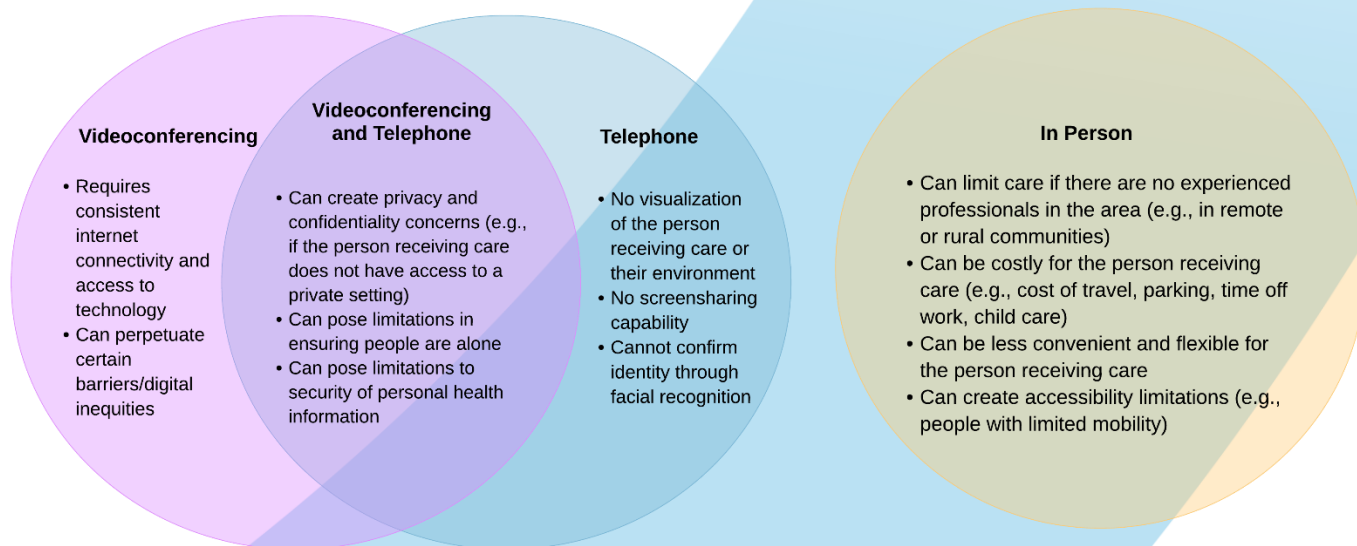 Videoconferencing
• Requires
consistent
internet
connectivity and
access to
technology
• Can perpetuate
certain
barriers/digital
inequities
Videoconferencing
and Telephone
• Can create privacy and
confidentiality concerns (e.g.,
if the person receiving care
does not have access to a
private setting)
• Can pose limitations in
ensuring people are alone
• Can pose limitations to
security of personal health
information
Telephone
• No visualization
of the person
receiving care or
their environment
• No screensharing
capability
• Cannot confirm
identity through
facial recognition
In Person
• Can limit care if there are no experienced
professionals in the area (e.g., in remote
or rural communities)
• Can be costly for the person receiving
care (e.g., cost of travel, parking, time off
work, child care)
• Can be less convenient and flexible for
the person receiving care
• Can create accessibility limitations (e.g.,
people with limited mobility)